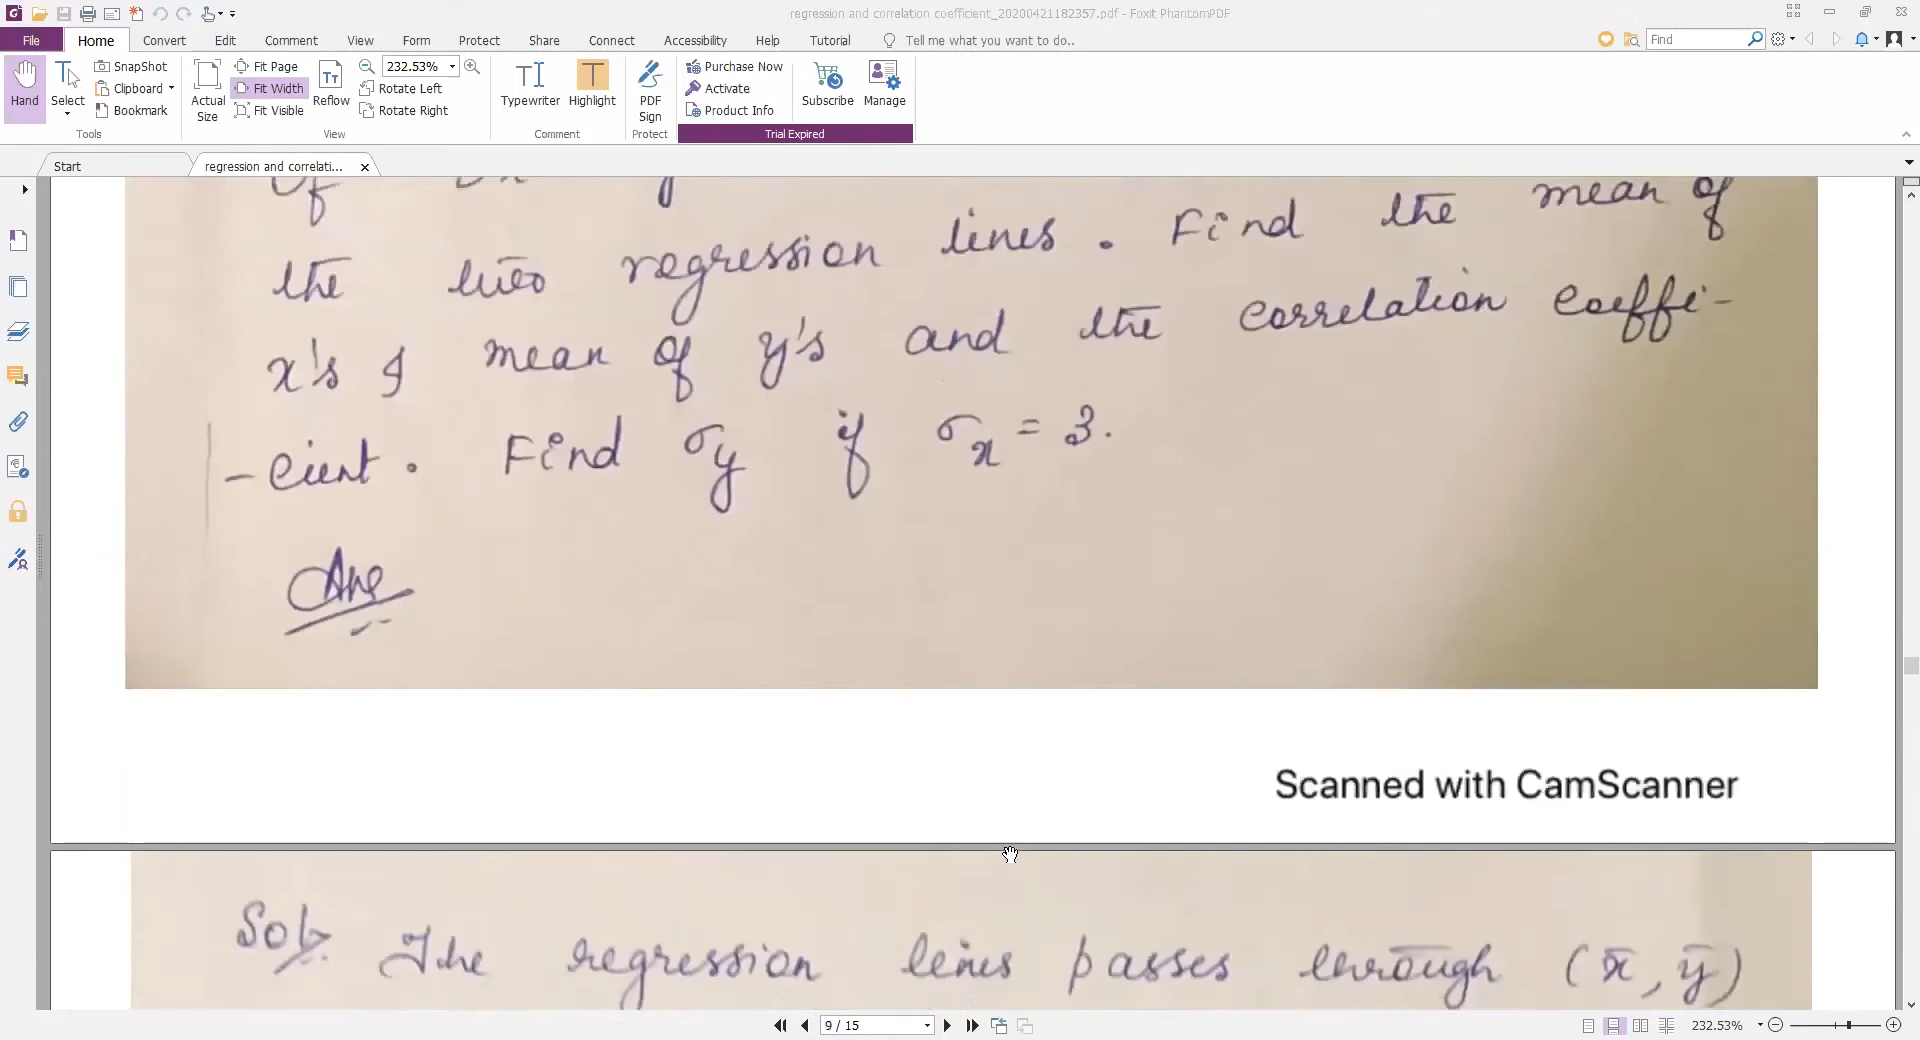 regression and correlation coefficient_20200421182357.pdf - Foxit PhantomPDF
File Home Convert Edit Comment View Form Protect Share Connect Accessibility Help Tutorial Tell me what you want to do.. Find
Hand Select SnapShot Clipboard Bookmark Actual Size Fit Page Fit Width Fit Visible Reflow 232.53% Rotate Left Rotate Right Typewriter Highlight PDF Sign Purchase Now Activate Product Info Subscribe Manage
Tools View Comment Protect Trial Expired
Start regression and correlati...
the two regression lines. Find the mean of
x's & mean of y's and the correlation coeffi-
-cient. Find σy if σx = 3.
Ans
Scanned with CamScanner
Sol: The regression lines passes through (x̄, ȳ)
9 / 15 232.53%